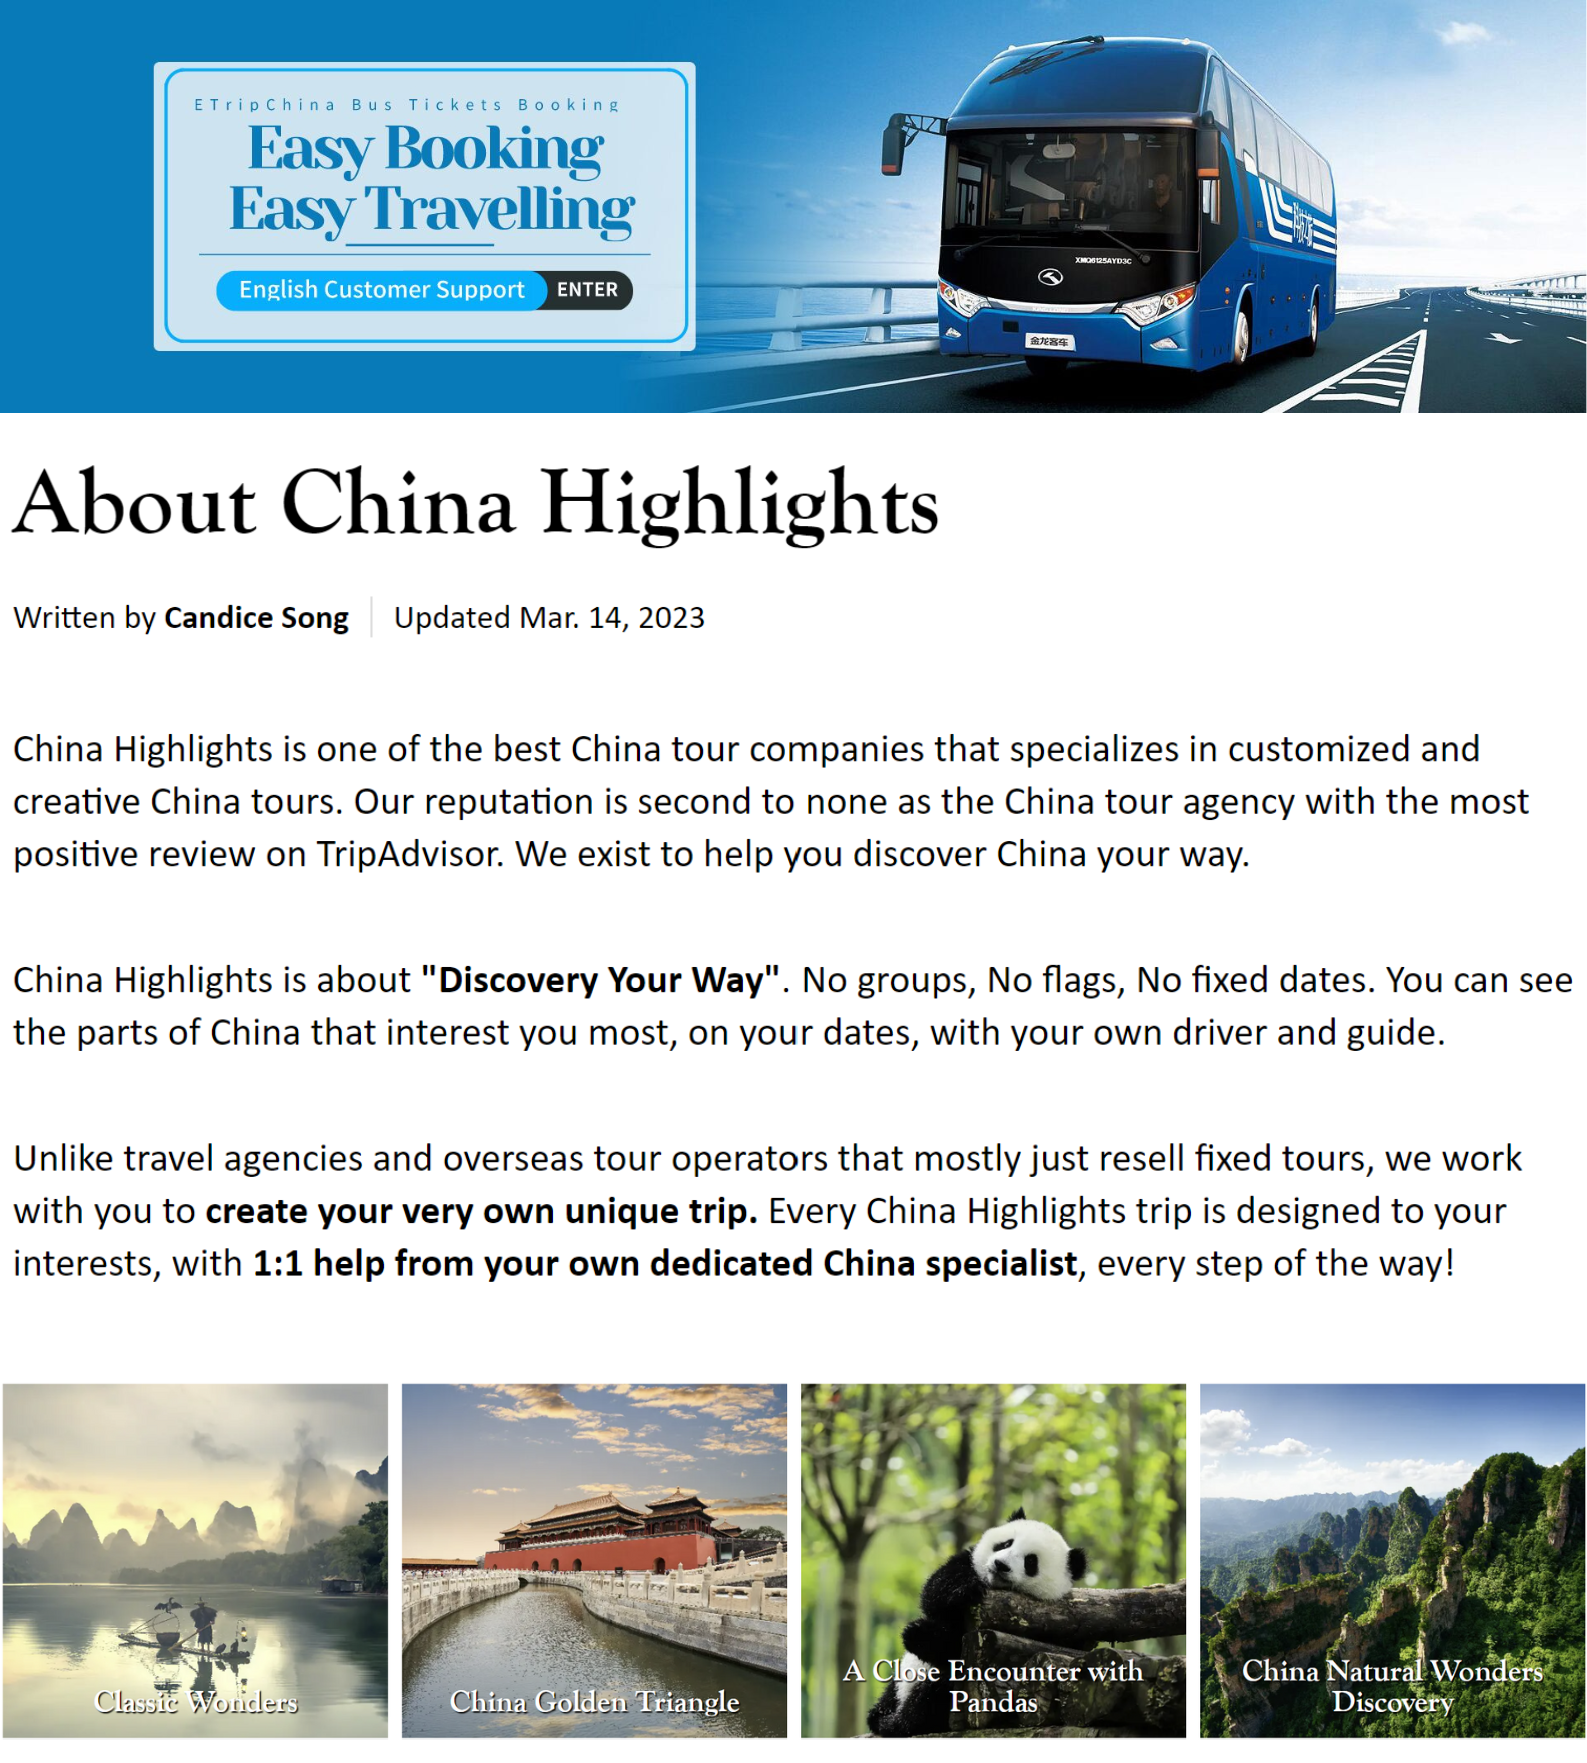 ETripChina Bus Tickets Booking
Easy Booking
Easy Travelling
English Customer Support ENTER
XMQ6125AYD3C
金龙客车
About China Highlights
Written by Candice Song Updated Mar. 14, 2023
China Highlights is one of the best China tour companies that specializes in customized and
creative China tours. Our reputation is second to none as the China tour agency with the most
positive review on TripAdvisor. We exist to help you discover China your way.
China Highlights is about "Discovery Your Way". No groups, No flags, No fixed dates. You can see
the parts of China that interest you most, on your dates, with your own driver and guide.
Unlike travel agencies and overseas tour operators that mostly just resell fixed tours, we work
with you to create your very own unique trip. Every China Highlights trip is designed to your
interests, with 1:1 help from your own dedicated China specialist, every step of the way!
Classic Wonders
China Golden Triangle
A Close Encounter with
Pandas
China Natural Wonders
Discovery